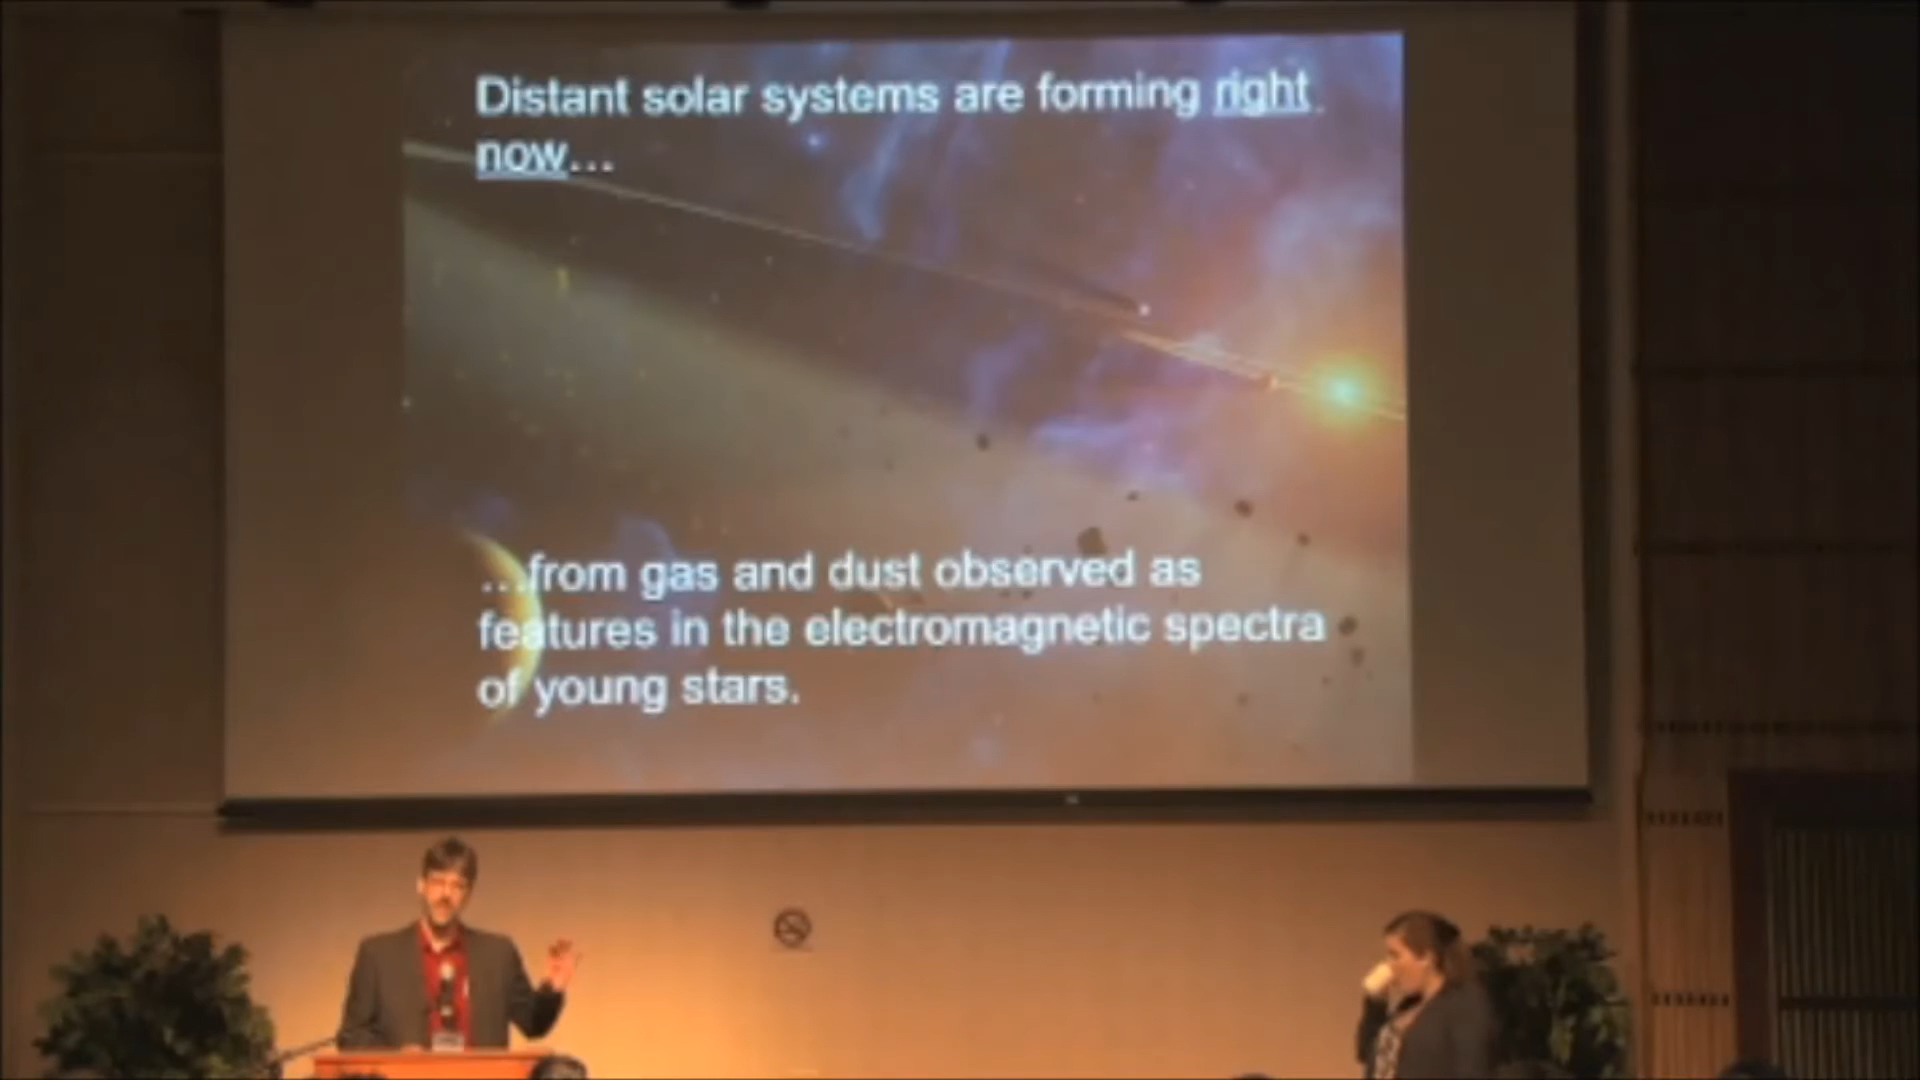 Distant solar systems are forming right
now...
...from gas and dust observed as
features in the electromagnetic spectra
of young stars.